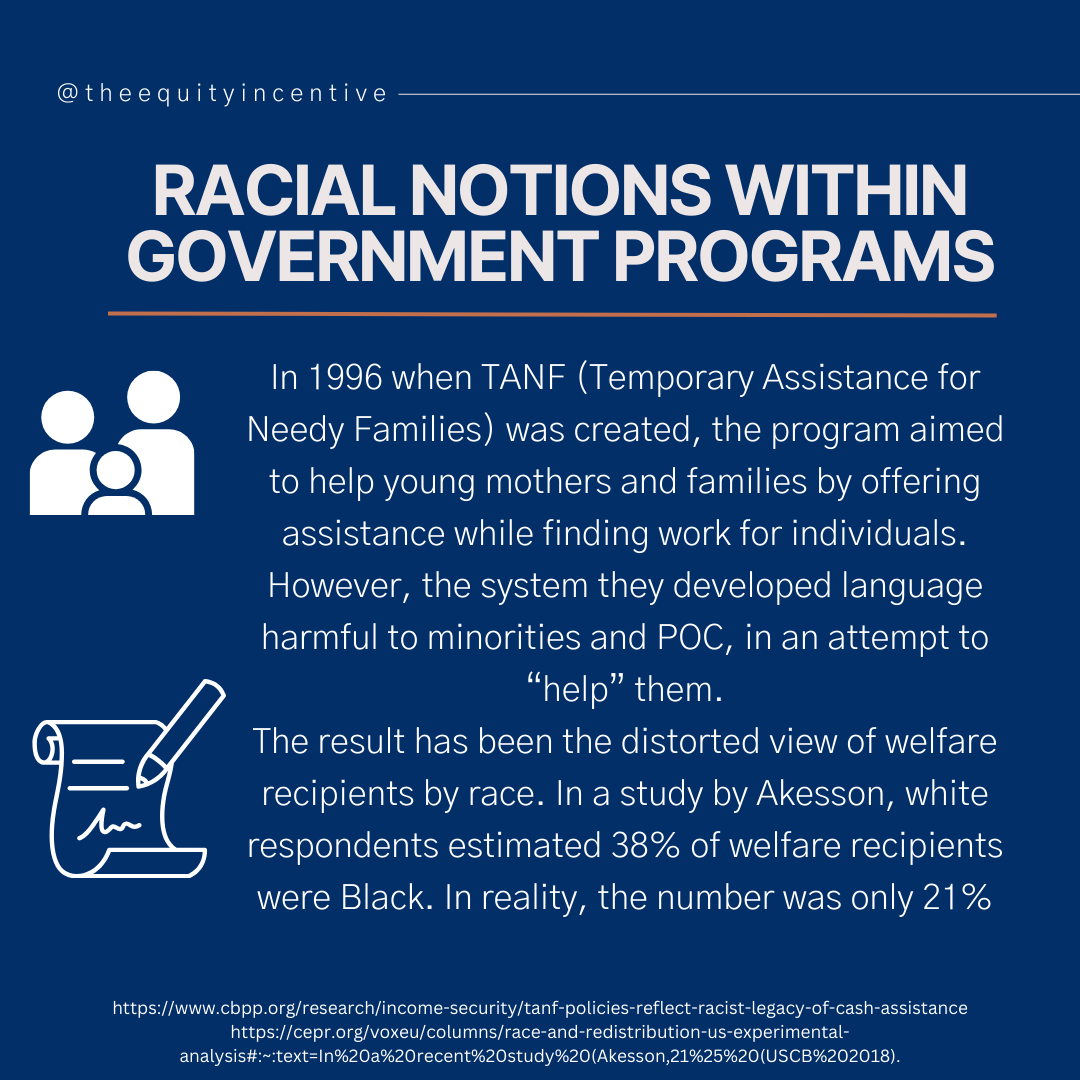 @theequityincentive
RACIAL NOTIONS WITHIN
GOVERNMENT PROGRAMS
In 1996 when TANF (Temporary Assistance for
Needy Families) was created, the program aimed
to help young mothers and families by offering
assistance while finding work for individuals.
However, the system they developed language
harmful to minorities and POC, in an attempt to
“help” them.
The result has been the distorted view of welfare
recipients by race. In a study by Akesson, white
respondents estimated 38% of welfare recipients
were Black. In reality, the number was only 21%
https://www.cbpp.org/research/income-security/tanf-policies-reflect-racist-legacy-of-cash-assistance
https://cepr.org/voxeu/columns/race-and-redistribution-us-experimental-
analysis#:~:text=In%20a%20recent%20study%20(Akesson,21%25%20(USCB%202018).